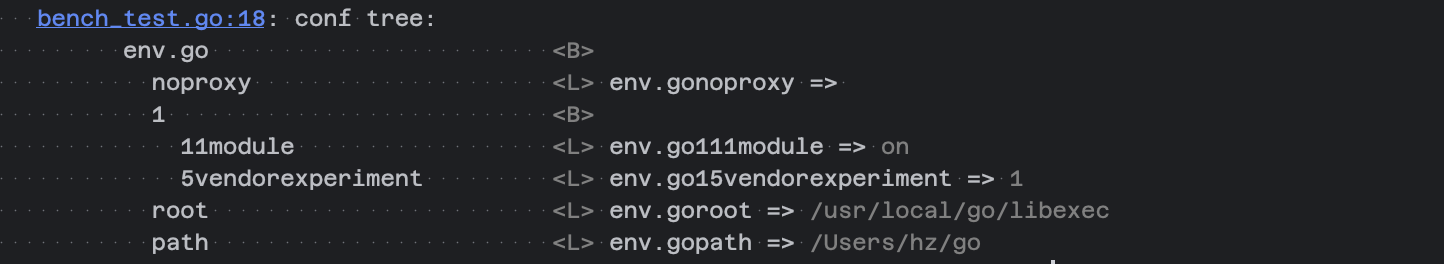 bench_test.go:18: conf tree:
env.go <B>
noproxy <L> env.gonoproxy =>
1 <B>
11module <L> env.go111module => on
5vendorexperiment <L> env.go15vendorexperiment => 1
root <L> env.goroot => /usr/local/go/libexec
path <L> env.gopath => /Users/hz/go